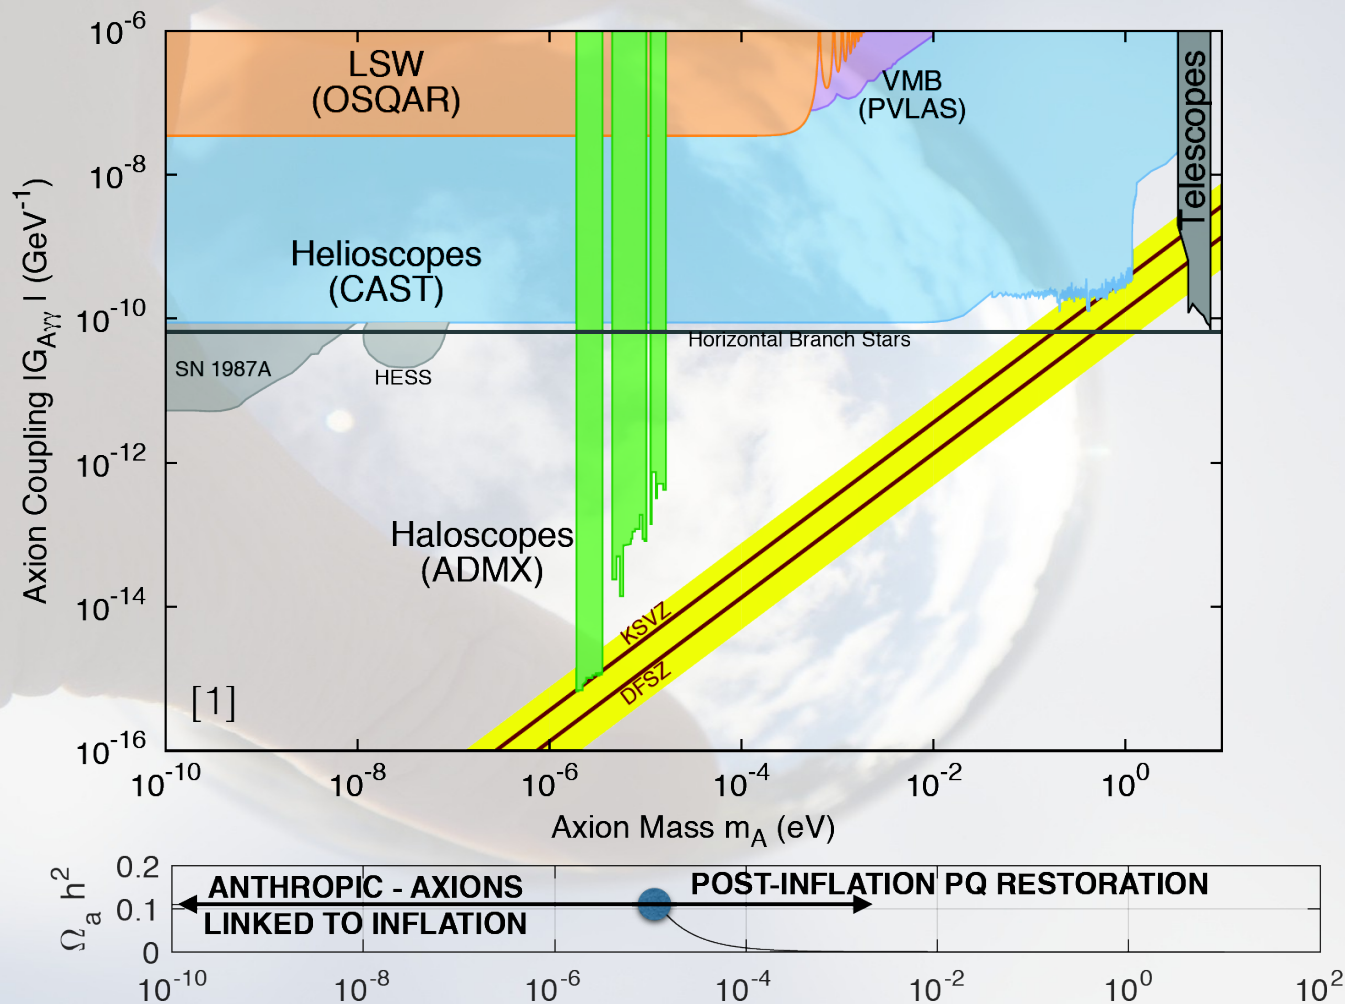 10⁻⁶
10⁻⁸
10⁻¹⁰
10⁻¹²
10⁻¹⁴
10⁻¹⁶
Axion Coupling |G_Aγγ| (GeV⁻¹)
LSW
(OSQAR)
VMB
(PVLAS)
Telescopes
Helioscopes
(CAST)
Horizontal Branch Stars
SN 1987A
HESS
Haloscopes
(ADMX)
KSVZ
DFSZ
[1]
10⁻¹⁰ 10⁻⁸ 10⁻⁶ 10⁻⁴ 10⁻² 10⁰
Axion Mass m_A (eV)
Ω_a h²
0.2
0.1
0
ANTHROPIC - AXIONS
LINKED TO INFLATION
POST-INFLATION PQ RESTORATION
10⁻¹⁰ 10⁻⁸ 10⁻⁶ 10⁻⁴ 10⁻² 10⁰ 10²